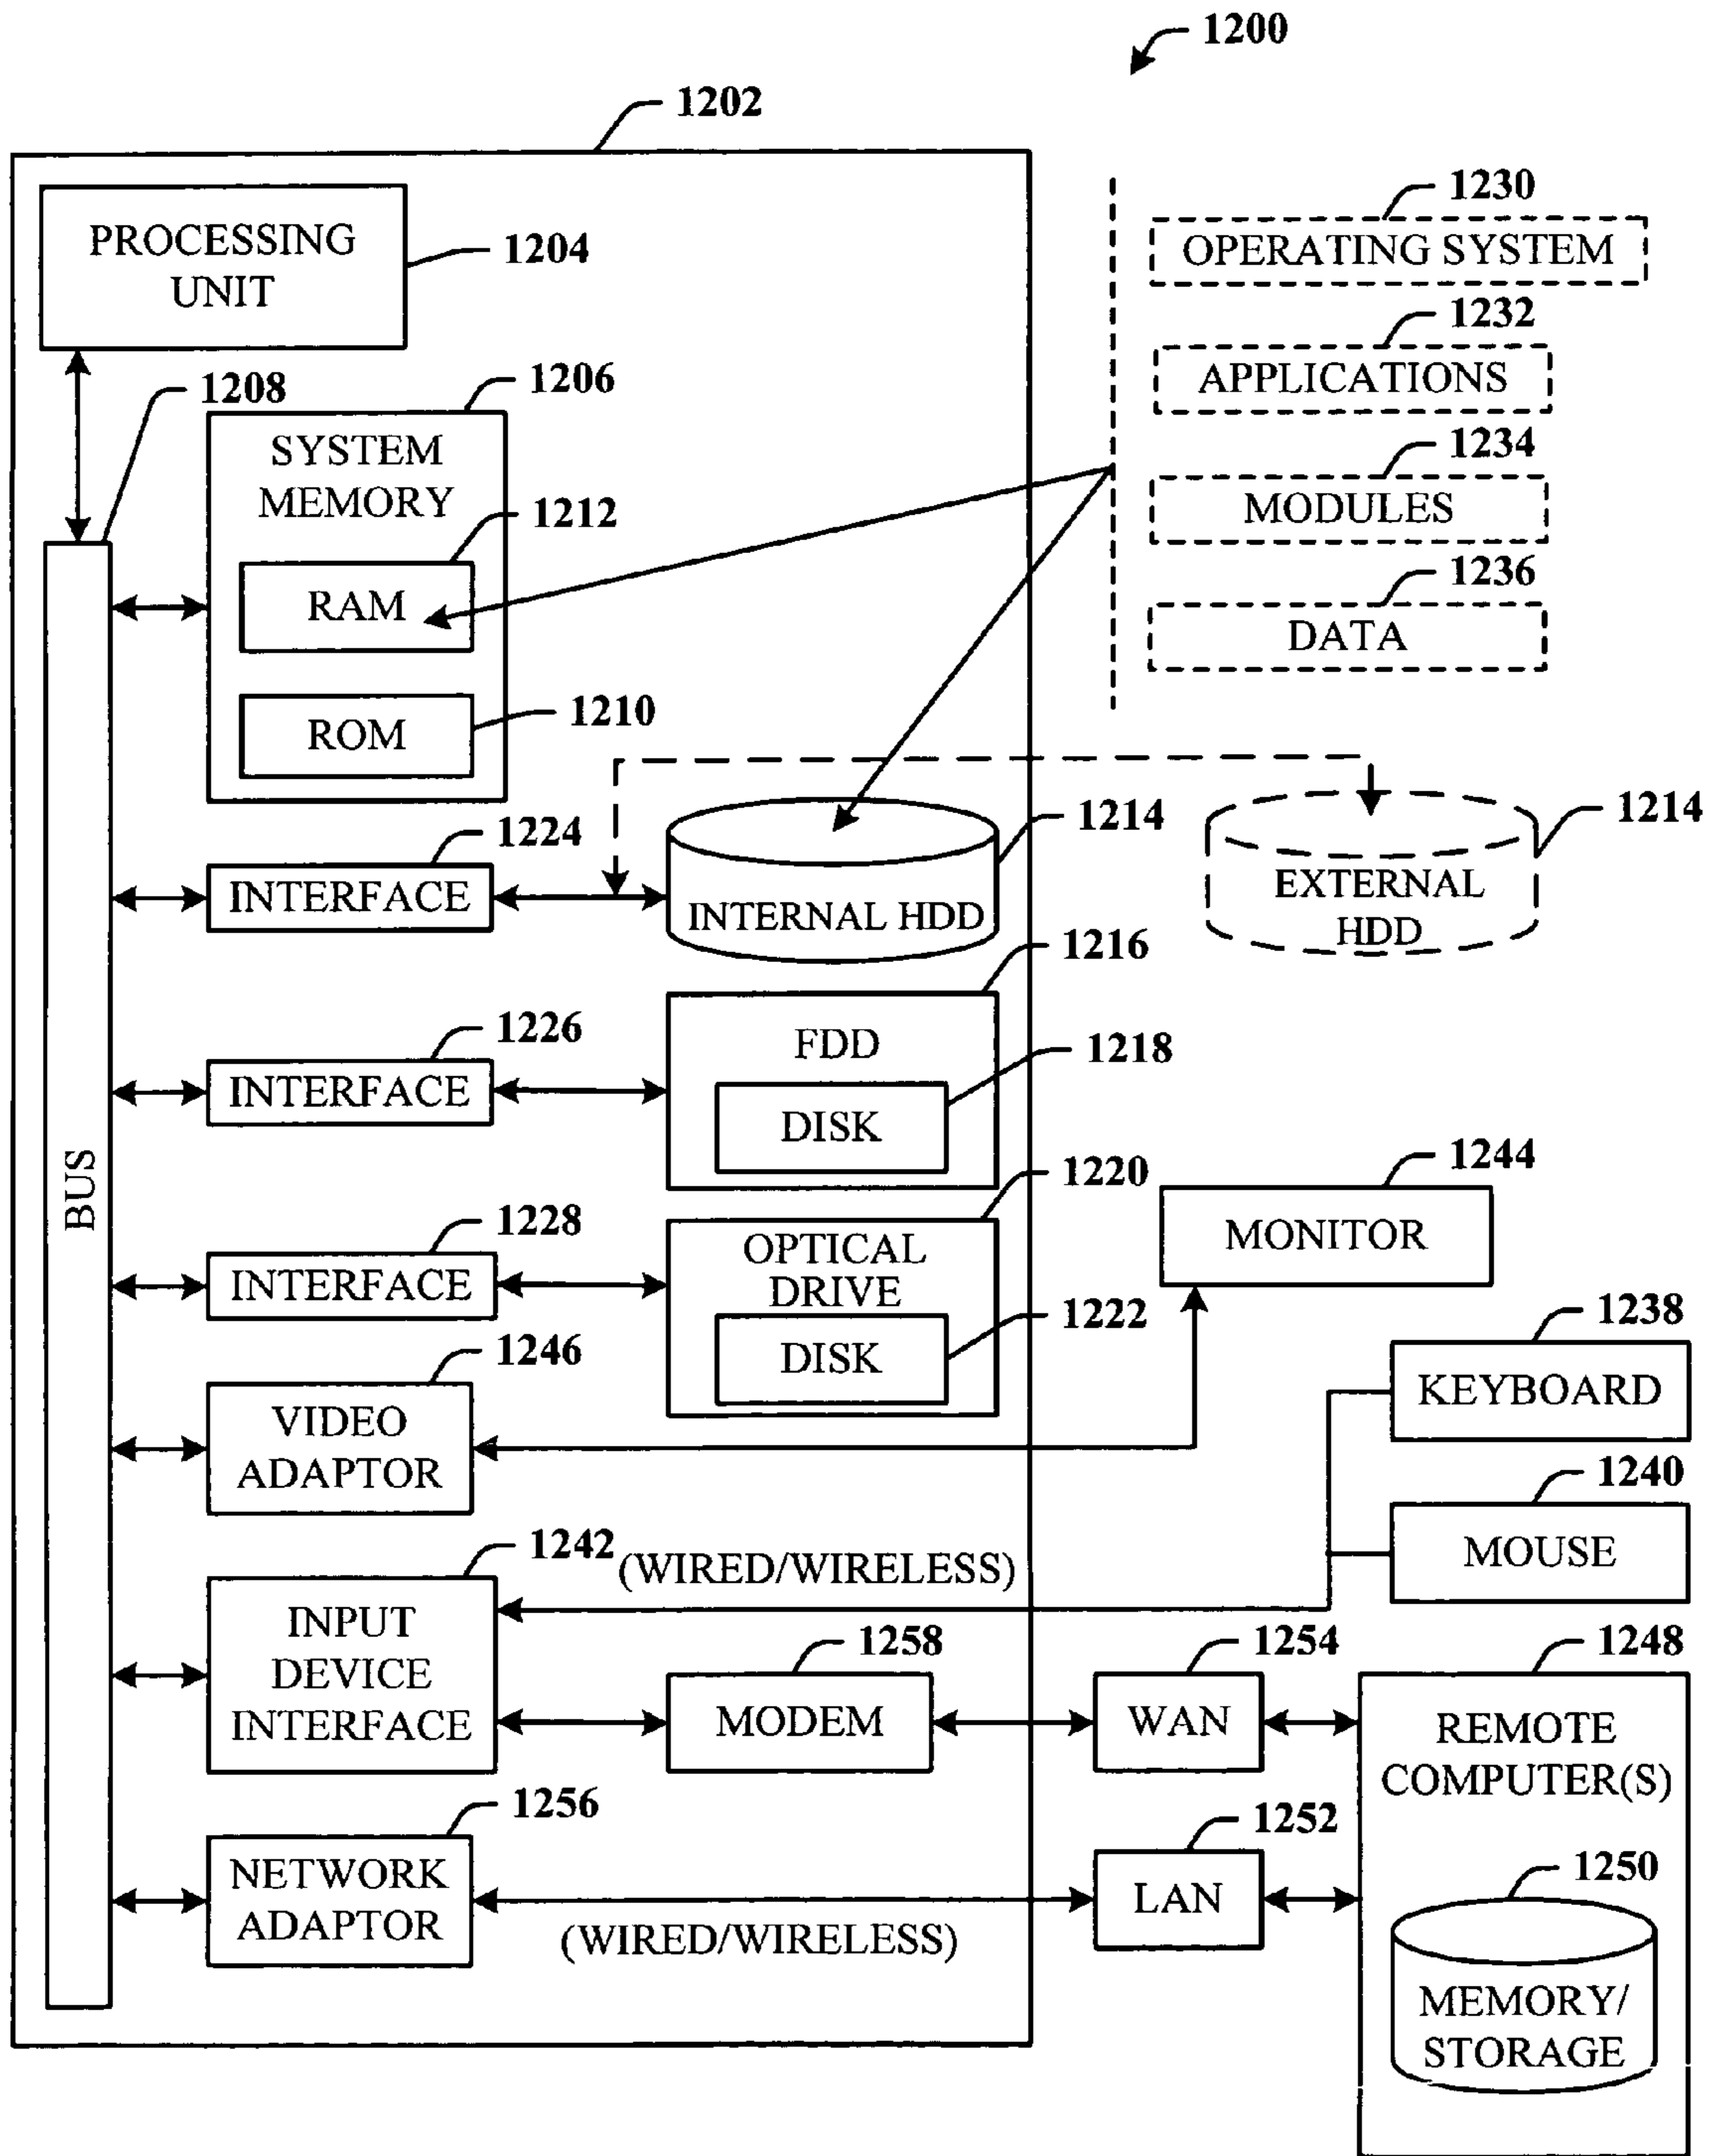 1200
1202
PROCESSING
UNIT
1204
1230
OPERATING SYSTEM
1232
APPLICATIONS
1234
MODULES
1236
DATA
1208
1206
SYSTEM
MEMORY
1212
RAM
1210
ROM
BUS
1224
INTERFACE
1214
INTERNAL HDD
1214
EXTERNAL
HDD
1226
INTERFACE
1216
FDD
1218
DISK
1228
INTERFACE
1220
OPTICAL
DRIVE
1222
DISK
1244
MONITOR
1246
VIDEO
ADAPTOR
1238
KEYBOARD
1240
MOUSE
1242
(WIRED/WIRELESS)
INPUT
DEVICE
INTERFACE
1258
MODEM
1254
WAN
1248
REMOTE
COMPUTER(S)
1256
NETWORK
ADAPTOR
(WIRED/WIRELESS)
1252
LAN
1250
MEMORY/
STORAGE